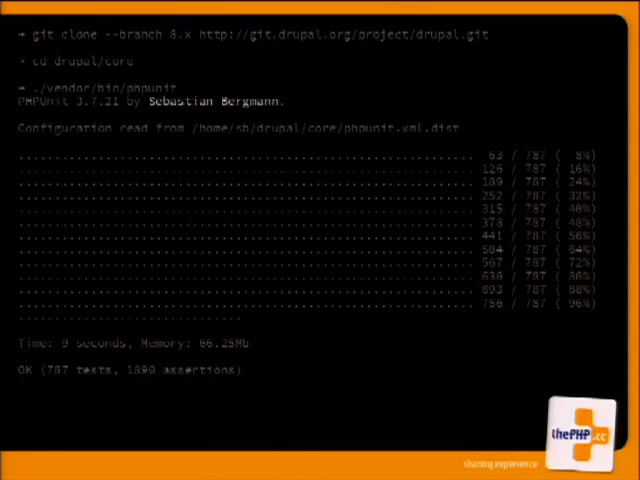 → git clone --branch 8.x http://git.drupal.org/project/drupal.git
→ cd drupal/core
→ ./vendor/bin/phpunit
PHPUnit 3.7.21 by Sebastian Bergmann.
Configuration read from /home/sb/drupal/core/phpunit.xml.dist
............................................................... 63 / 787 ( 8%)
............................................................... 126 / 787 ( 16%)
............................................................... 189 / 787 ( 24%)
............................................................... 252 / 787 ( 32%)
............................................................... 315 / 787 ( 40%)
............................................................... 378 / 787 ( 48%)
............................................................... 441 / 787 ( 56%)
............................................................... 504 / 787 ( 64%)
............................................................... 567 / 787 ( 72%)
............................................................... 630 / 787 ( 80%)
............................................................... 693 / 787 ( 88%)
............................................................... 756 / 787 ( 96%)
...............................
Time: 9 seconds, Memory: 66.25Mb
OK (787 tests, 1890 assertions)
thePHP.cc
sharing experience